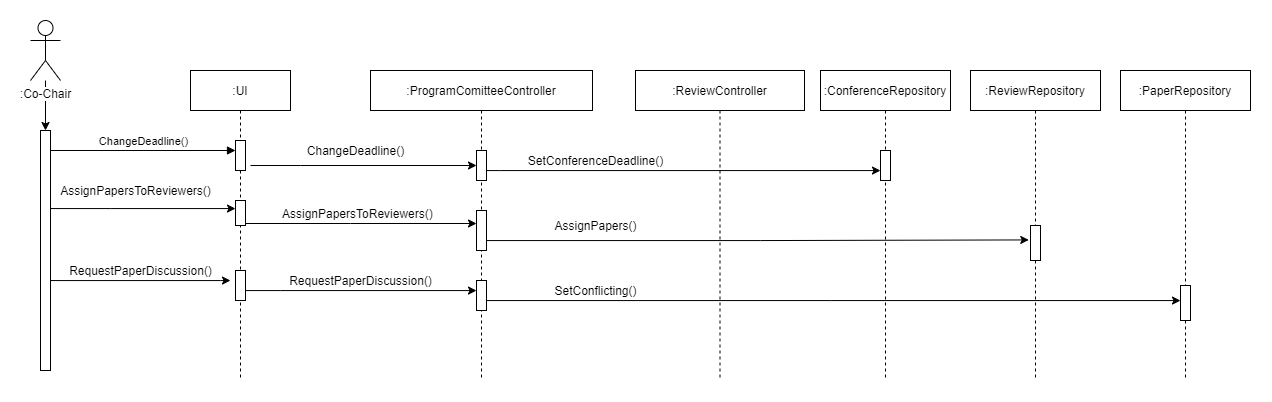 :Co-Chair
:UI
:ProgramComitteeController
:ReviewController
:ConferenceRepository
:ReviewRepository
:PaperRepository
ChangeDeadline()
ChangeDeadline()
SetConferenceDeadline()
AssignPapersToReviewers()
AssignPapersToReviewers()
AssignPapers()
RequestPaperDiscussion()
RequestPaperDiscussion()
SetConflicting()